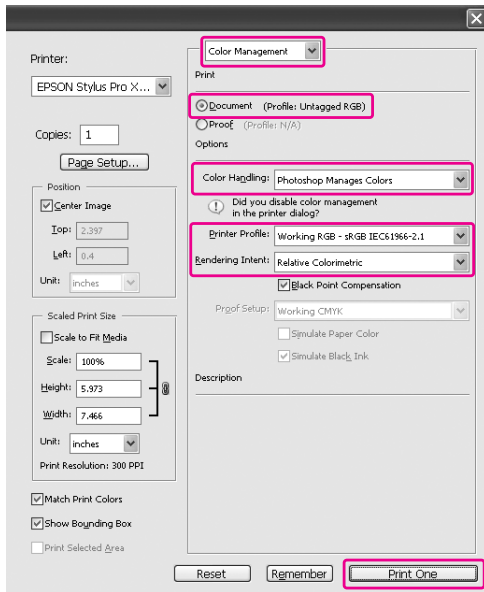 Printer:
EPSON Stylus Pro X...
Copies: 1
Page Setup...
Position
Center Image
Top: 2.397
Left: 0.4
Unit: inches
Scaled Print Size
Scale to Fit Media
Scale: 100%
Height: 5.973
Width: 7.466
Unit: inches
Print Resolution: 300 PPI
Match Print Colors
Show Bounding Box
Print Selected Area
Color Management
Print
Document (Profile: Untagged RGB)
Proof (Profile: N/A)
Options
Color Handling: Photoshop Manages Colors
Did you disable color management
in the printer dialog?
Printer Profile: Working RGB - sRGB IEC61966-2.1
Rendering Intent: Relative Colorimetric
Black Point Compensation
Proof Setup: Working CMYK
Simulate Paper Color
Simulate Black Ink
Description
Reset
Remember
Print One